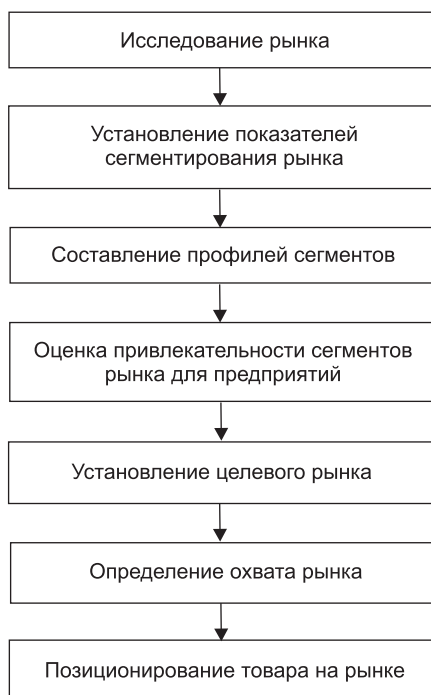 Исследование рынка
Установление показателей
сегментирования рынка
Составление профилей сегментов
Оценка привлекательности сегментов
рынка для предприятий
Установление целевого рынка
Определение охвата рынка
Позиционирование товара на рынке